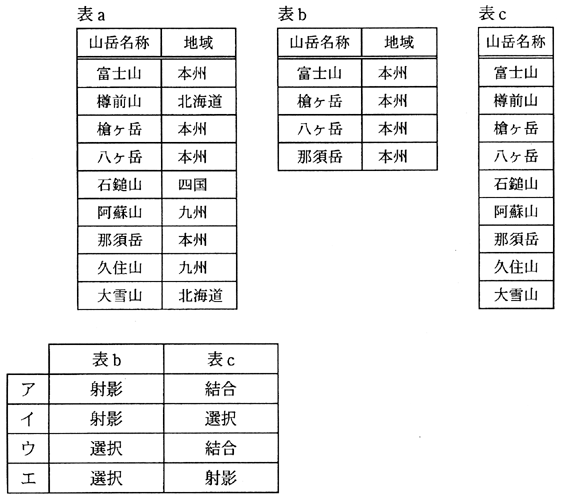 表a
山岳名称 地域
富士山 本州
樽前山 北海道
槍ヶ岳 本州
八ヶ岳 本州
石鎚山 四国
阿蘇山 九州
那須岳 本州
久住山 九州
大雪山 北海道
表b
山岳名称 地域
富士山 本州
槍ヶ岳 本州
八ヶ岳 本州
那須岳 本州
表c
山岳名称
富士山
樽前山
槍ヶ岳
八ヶ岳
石鎚山
阿蘇山
那須岳
久住山
大雪山
表b 表c
ア 射影 結合
イ 射影 選択
ウ 選択 結合
エ 選択 射影